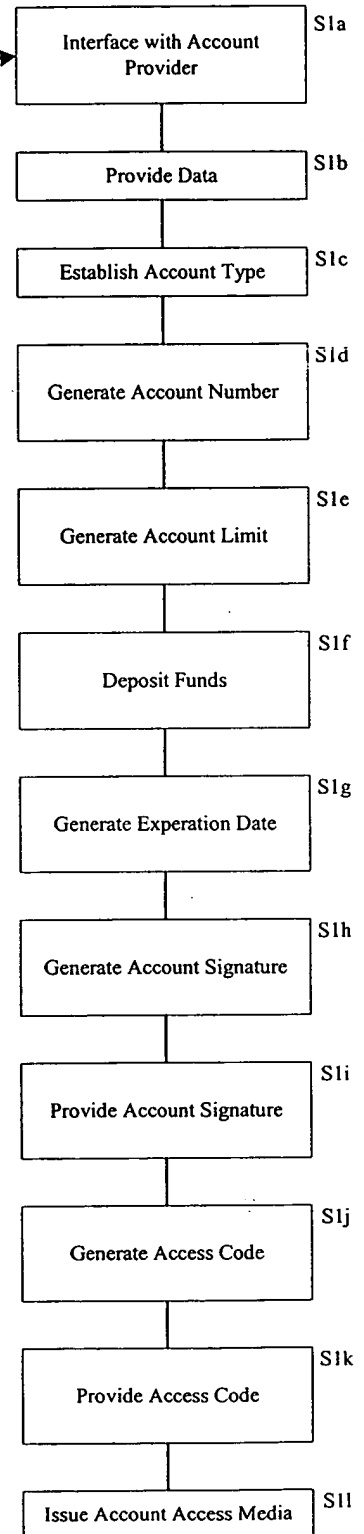 S1a
Interface with Account
Provider
S1b
Provide Data
S1c
Establish Account Type
S1d
Generate Account Number
S1e
Generate Account Limit
S1f
Deposit Funds
S1g
Generate Experation Date
S1h
Generate Account Signature
S1i
Provide Account Signature
S1j
Generate Access Code
S1k
Provide Access Code
S1l
Issue Account Access Media